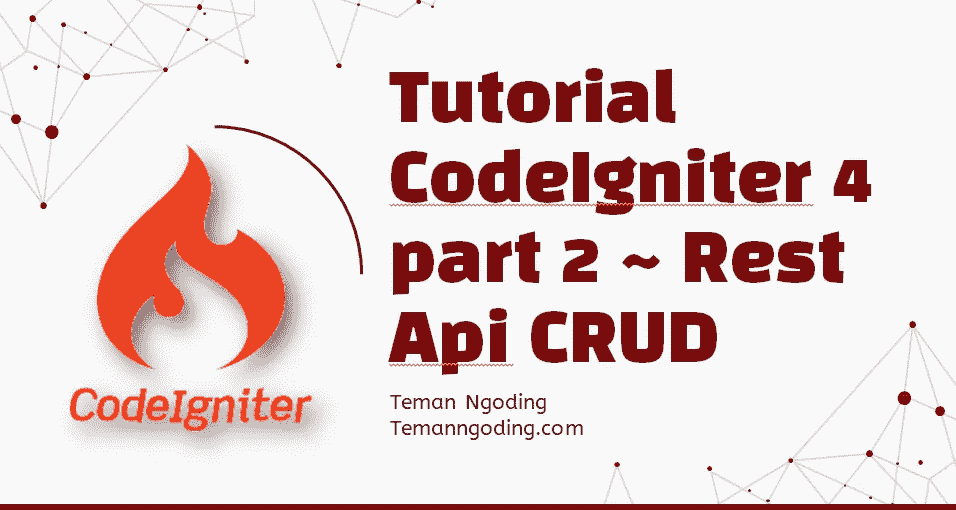 Tutorial
CodeIgniter 4
part 2 ~ Rest
Api CRUD
CodeIgniter
Teman Ngoding
Temanngoding.com